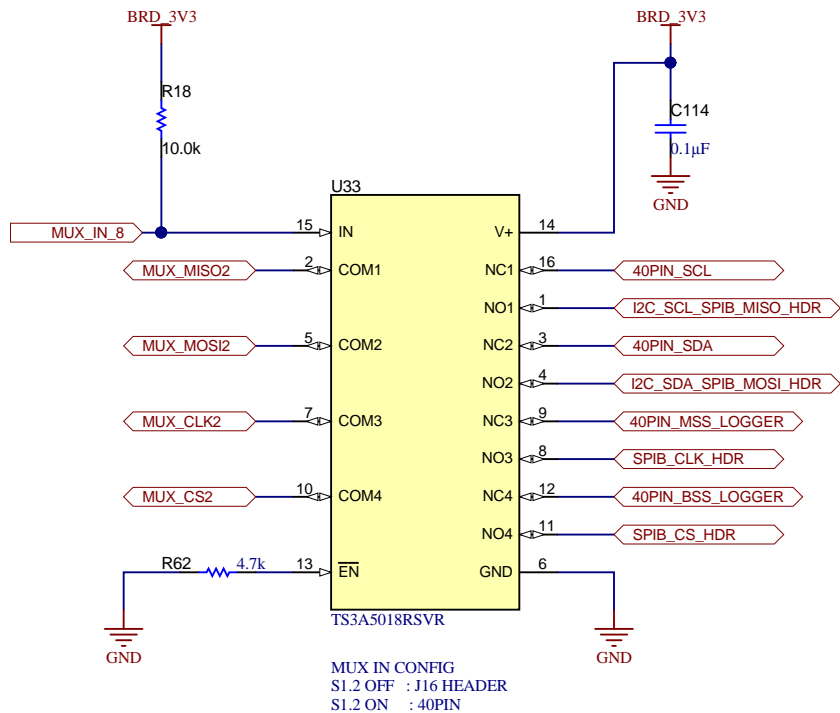 BRD_3V3
BRD_3V3
R18
10.0k
C114
0.1µF
GND
U33
MUX_IN_8
15
IN
V+
14
MUX_MISO2
2
COM1
NC1
16
40PIN_SCL
NO1
1
I2C_SCL_SPIB_MISO_HDR
MUX_MOSI2
5
COM2
NC2
3
40PIN_SDA
NO2
4
I2C_SDA_SPIB_MOSI_HDR
MUX_CLK2
7
COM3
NC3
9
40PIN_MSS_LOGGER
NO3
8
SPIB_CLK_HDR
MUX_CS2
10
COM4
NC4
12
40PIN_BSS_LOGGER
NO4
11
SPIB_CS_HDR
R62
4.7k
13
EN
GND
6
GND
GND
TS3A5018RSVR
MUX IN CONFIG
S1.2 OFF : J16 HEADER
S1.2 ON : 40PIN